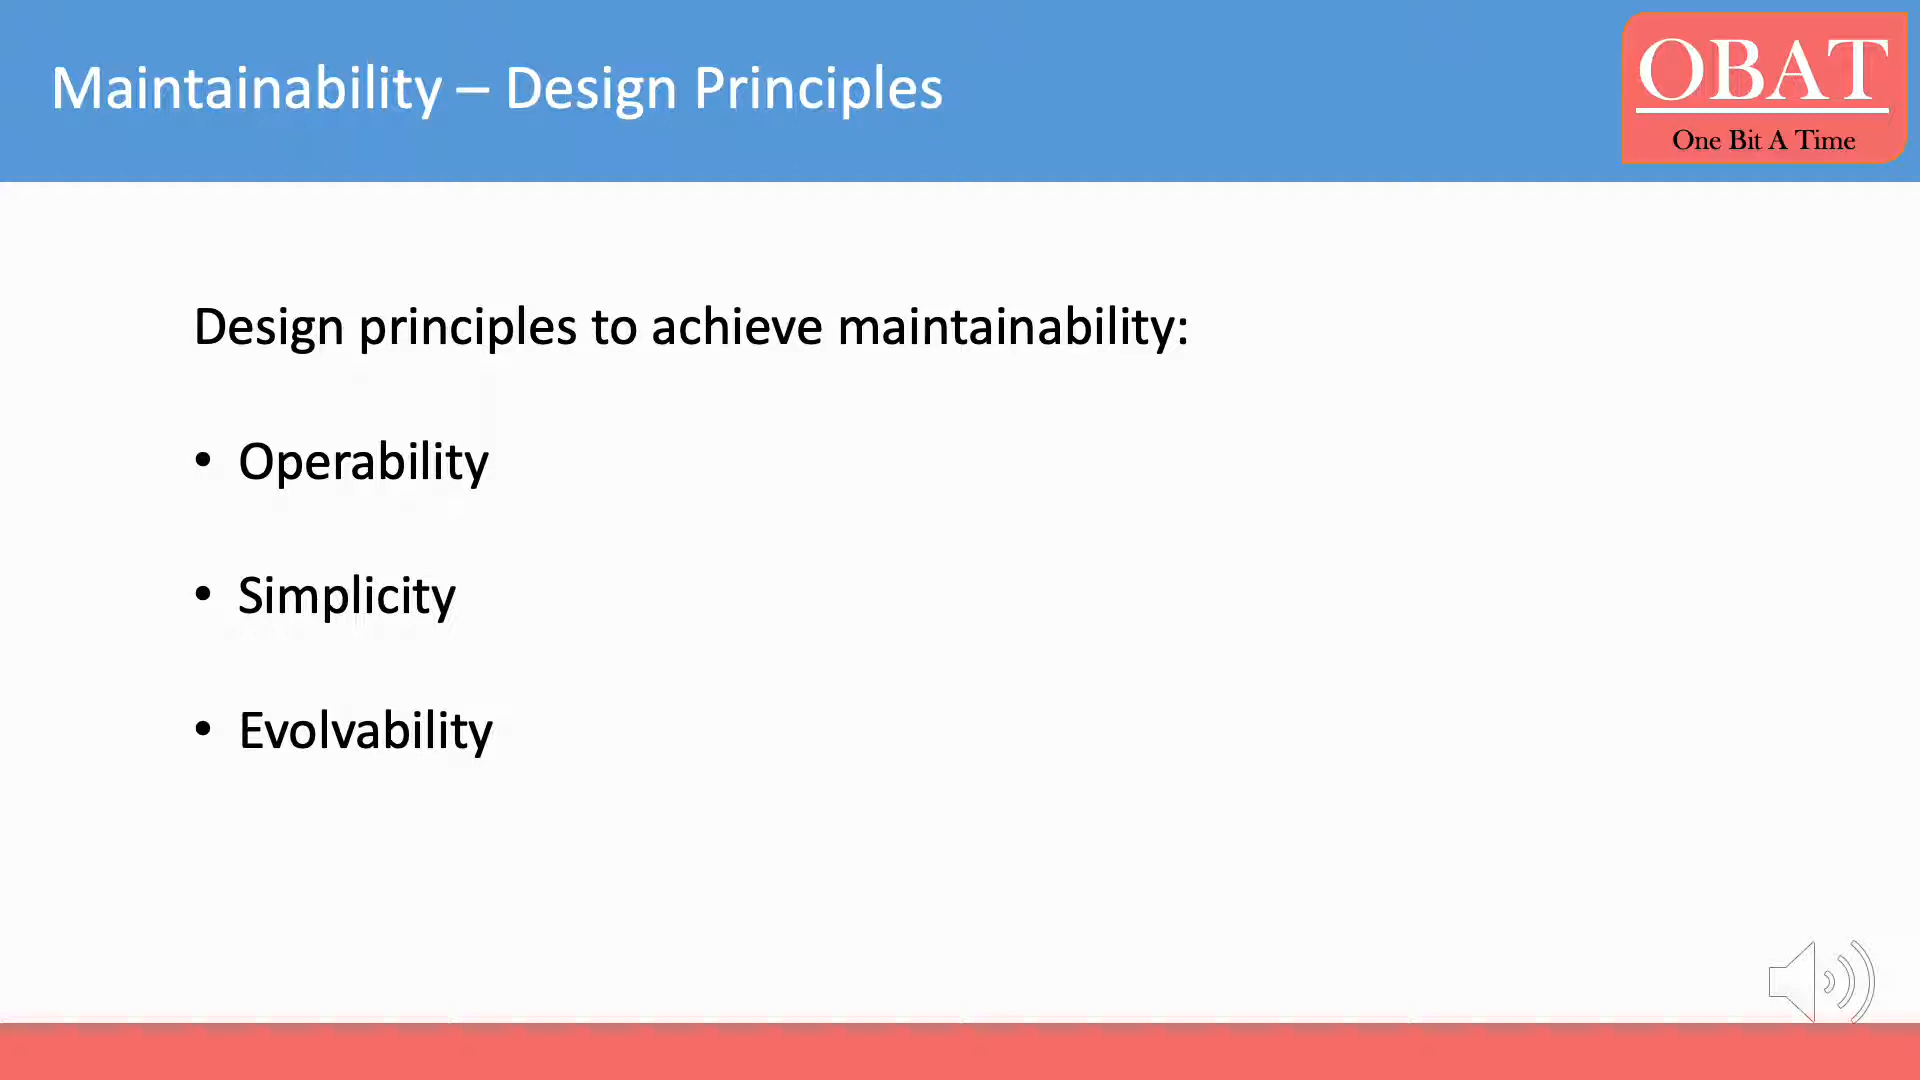 Maintainability – Design Principles
OBAT
One Bit A Time
Design principles to achieve maintainability:
• Operability
• Simplicity
• Evolvability